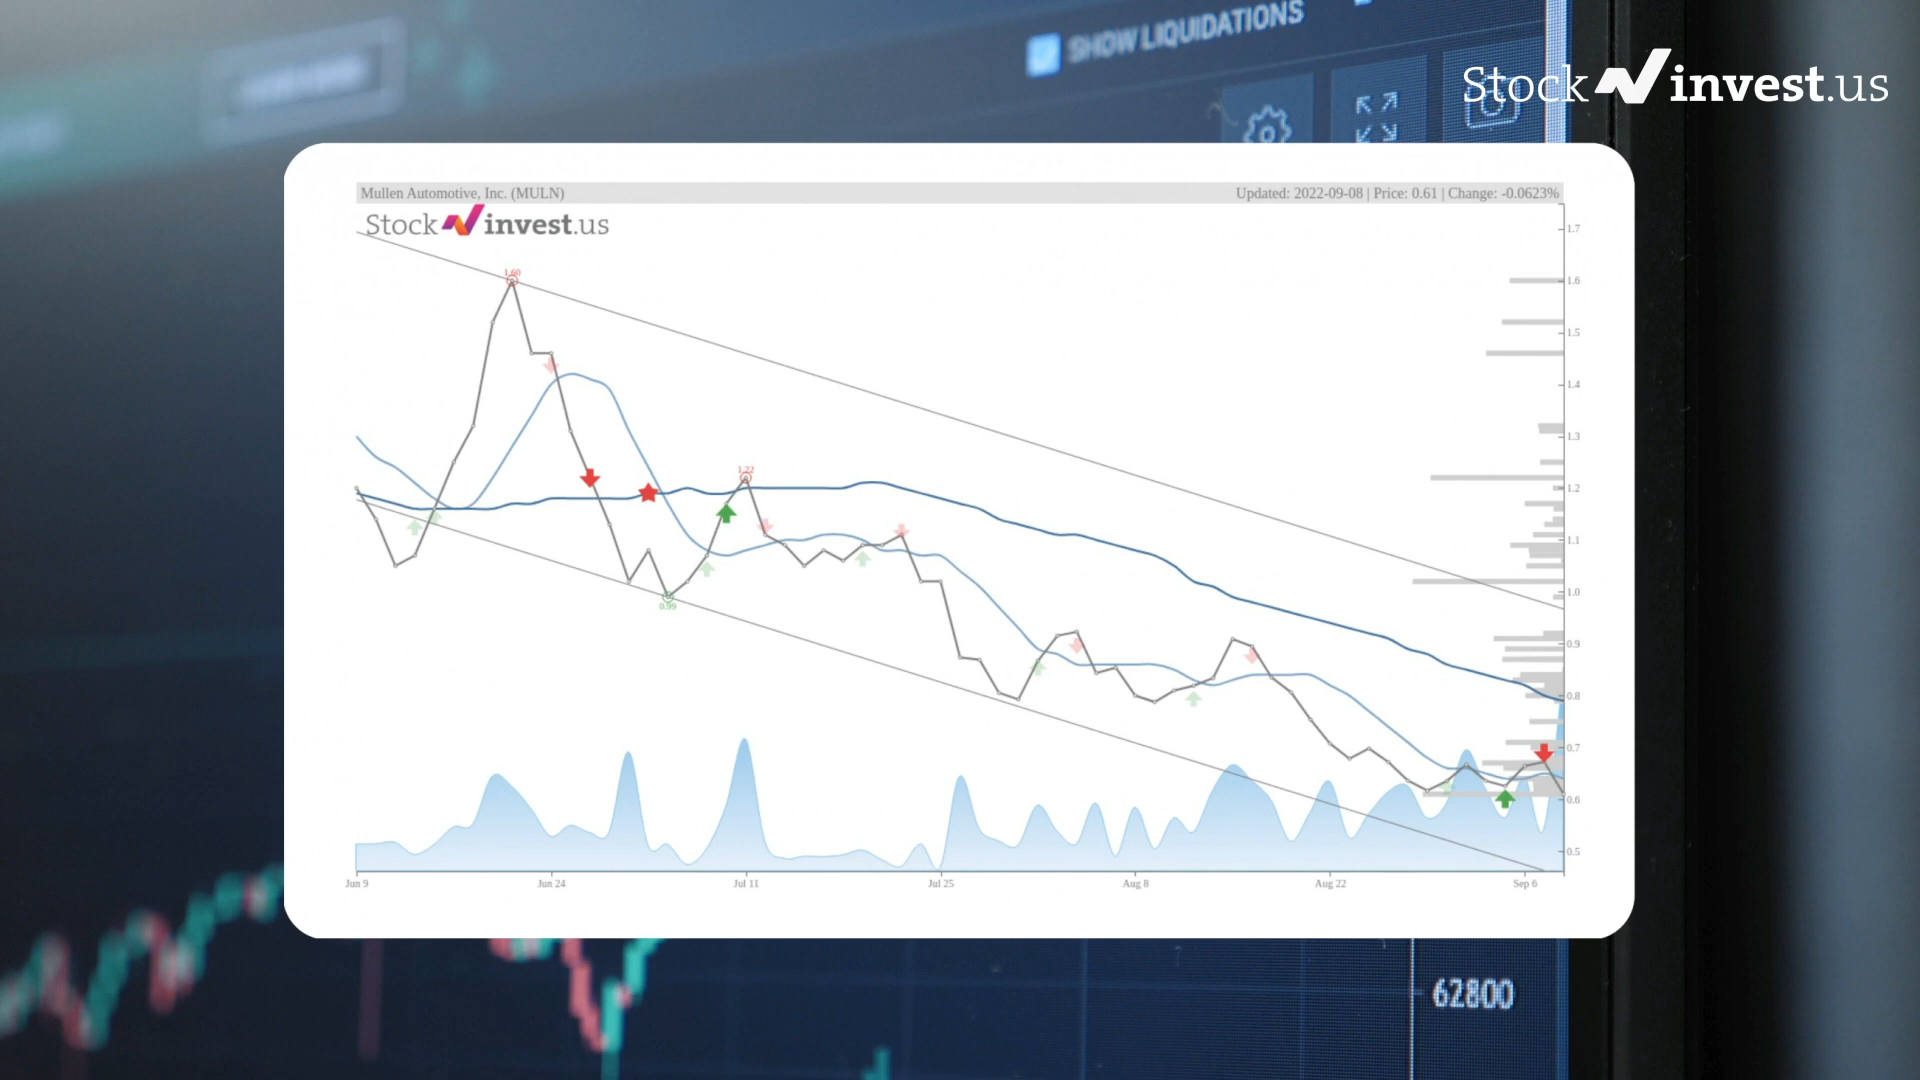 SHOW LIQUIDATIONS
Stock invest.us
Mullen Automotive, Inc. (MULN)
Updated: 2022-09-08 | Price: 0.61 | Change: -0.0623%
Stock invest.us
1.7
1.60
1.6
1.5
1.4
1.3
1.22
1.2
1.1
0.99
1.0
0.9
0.8
0.7
0.6
0.5
Jun 9
Jun 24
Jul 11
Jul 25
Aug 8
Aug 22
Sep 6
62800